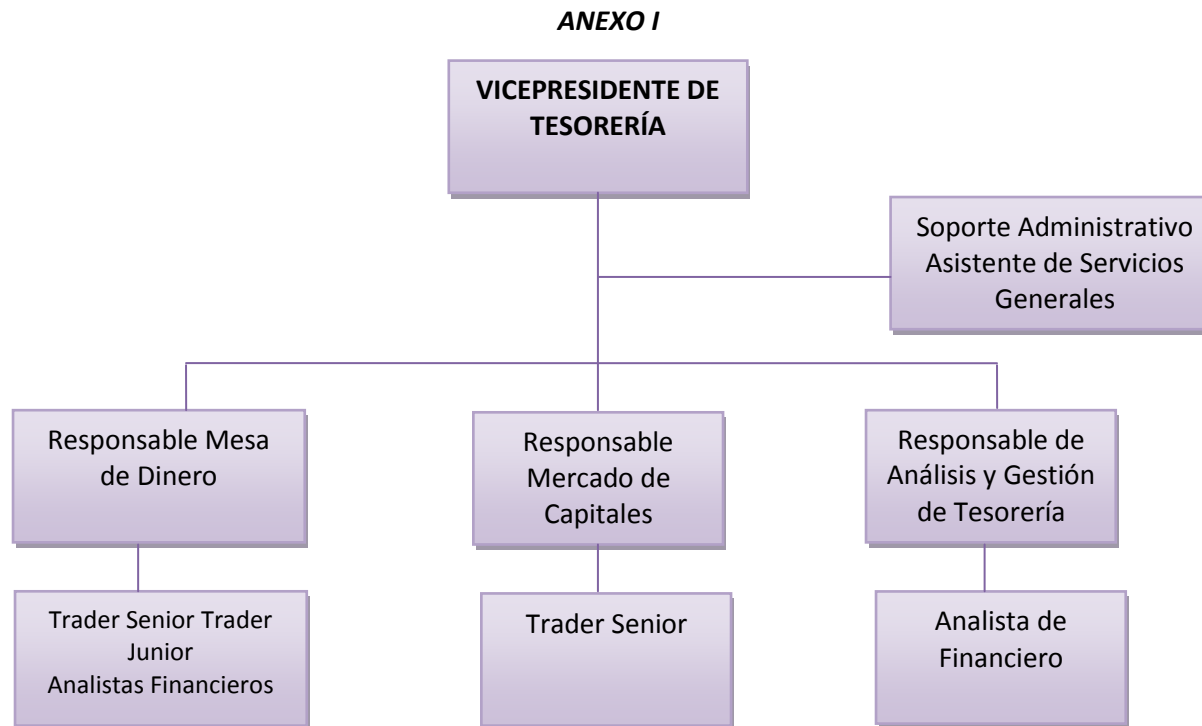 ANEXO I
VICEPRESIDENTE DE
TESORERÍA
Soporte Administrativo
Asistente de Servicios
Generales
Responsable Mesa
de Dinero
Responsable
Mercado de
Capitales
Responsable de
Análisis y Gestión
de Tesorería
Trader Senior Trader
Junior
Analistas Financieros
Trader Senior
Analista de
Financiero